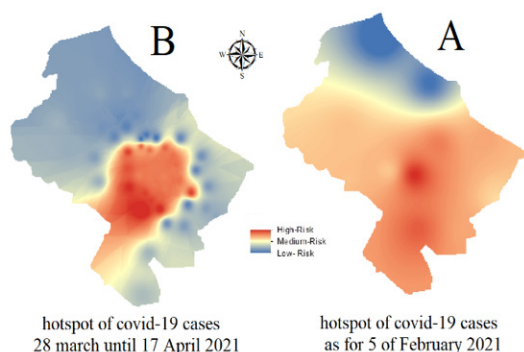 B
A
N
W E
S
High-Risk
Medium-Risk
Low- Risk
hotspot of covid-19 cases
28 march until 17 April 2021
hotspot of covid-19 cases
as for 5 of February 2021